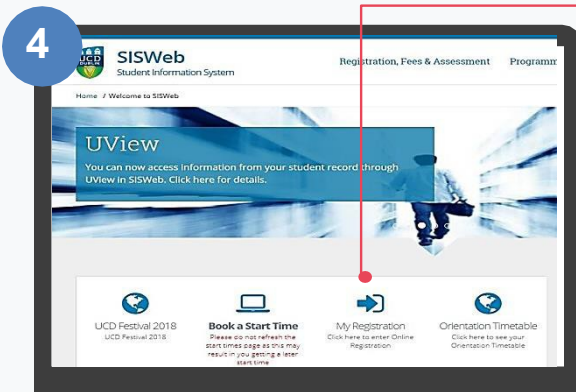 4
UCD
DUBLIN
SISWeb
Student Information System
Registration, Fees & Assessment
Programm
Home / Welcome to SISWeb
UView
You can now access information from your student record through
UView in SISWeb. Click here for details.
UCD Festival 2018
UCD Festival 2018
Book a Start Time
Please do not refresh the
start times page as this may
result in you getting a later
start time
My Registration
Click here to enter Online
Registration
Orientation Timetable
Click here to see your
Orientation Timetable